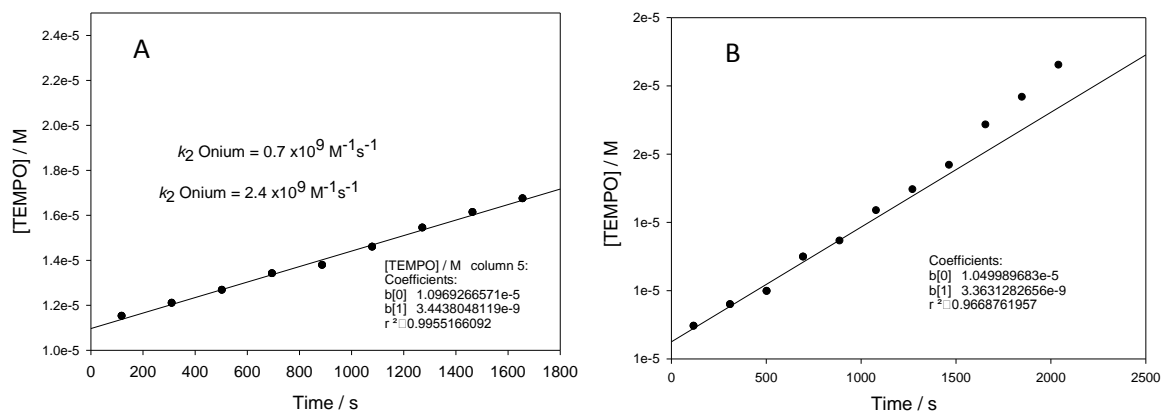 A
[TEMPO] / M
2.4e-5
2.2e-5
2.0e-5
1.8e-5
1.6e-5
1.4e-5
1.2e-5
1.0e-5
k2 Onium = 0.7 x10^9 M^-1s^-1
k2 Onium = 2.4 x10^9 M^-1s^-1
[TEMPO] / M column 5:
Coefficients:
b[0] 1.0969266571e-5
b[1] 3.4438048119e-9
r ²□0.9955166092
0 200 400 600 800 1000 1200 1400 1600 1800
Time / s
B
[TEMPO] / M
2e-5
2e-5
2e-5
1e-5
1e-5
1e-5
Coefficients:
b[0] 1.049989683e-5
b[1] 3.3631282656e-9
r ²□0.9668761957
0 500 1000 1500 2000 2500
Time / s